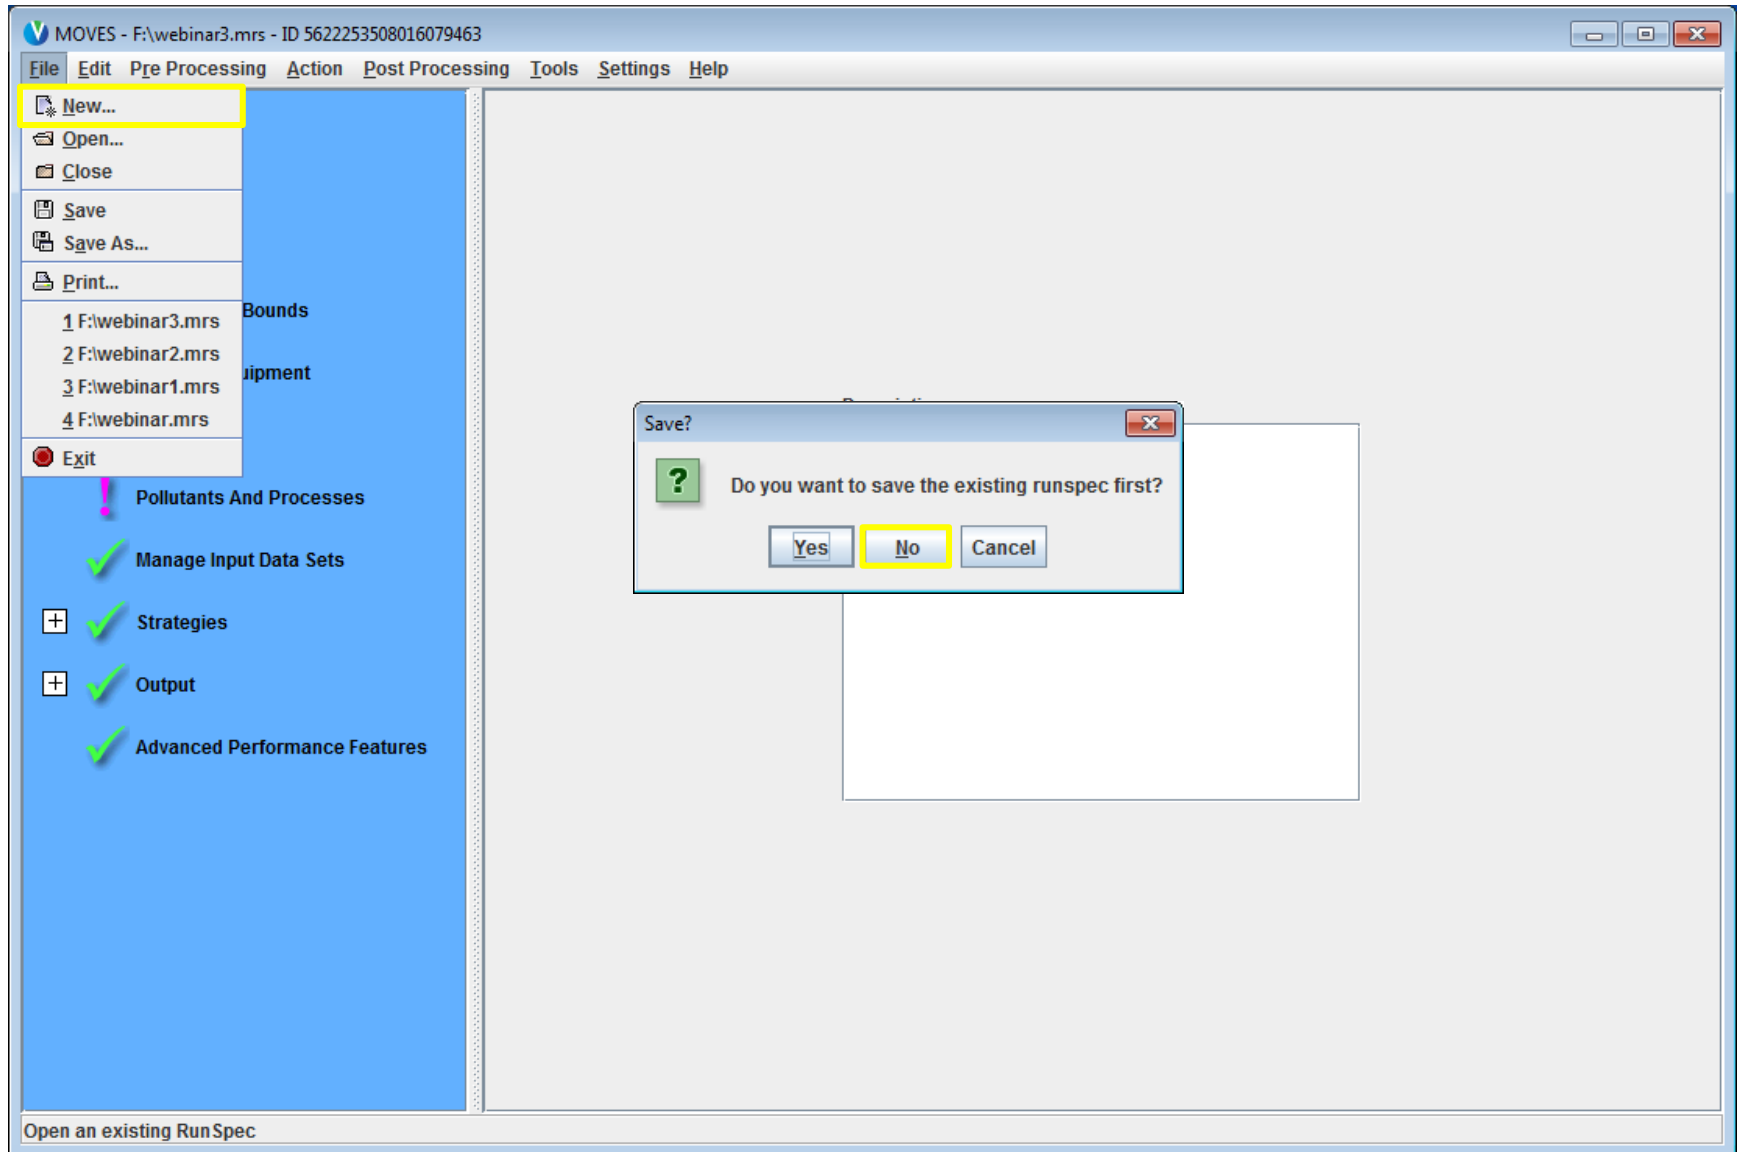 MOVES - F:\webinar3.mrs - ID 5622253508016079463
File Edit Pre Processing Action Post Processing Tools Settings Help
New...
Open...
Close
Save
Save As...
Print...
1 F:\webinar3.mrs
2 F:\webinar2.mrs
3 F:\webinar1.mrs
4 F:\webinar.mrs
Exit
Bounds
uipment
Pollutants And Processes
Manage Input Data Sets
Strategies
Output
Advanced Performance Features
Save?
Do you want to save the existing runspec first?
Yes No Cancel
Open an existing RunSpec